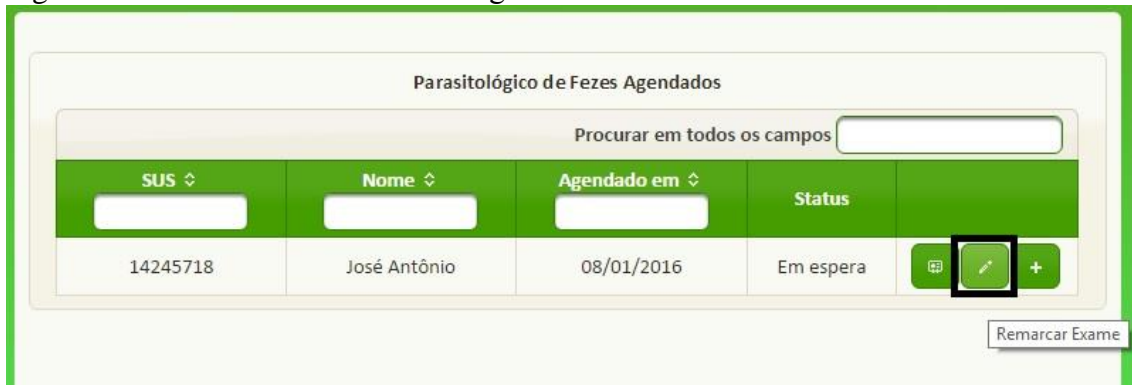 Parasitológico de Fezes Agendados
Procurar em todos os campos
SUS Nome Agendado em Status
14245718 José Antônio 08/01/2016 Em espera
Remarcar Exame